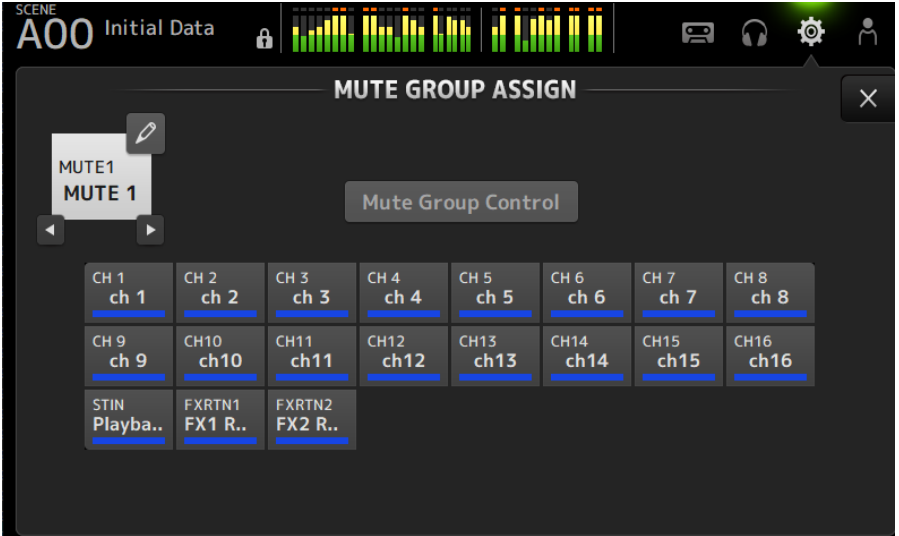 SCENE
A00 Initial Data
MUTE GROUP ASSIGN
MUTE1
MUTE 1
Mute Group Control
CH 1 CH 2 CH 3 CH 4 CH 5 CH 6 CH 7 CH 8
ch 1 ch 2 ch 3 ch 4 ch 5 ch 6 ch 7 ch 8
CH 9 CH10 CH11 CH12 CH13 CH14 CH15 CH16
ch 9 ch10 ch11 ch12 ch13 ch14 ch15 ch16
STIN FXRTN1 FXRTN2
Playba.. FX1 R.. FX2 R..